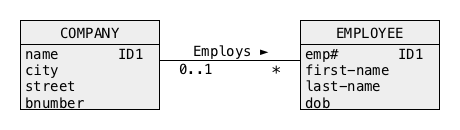 COMPANY
name ID1
city
street
bnumber
Employs ►
0..1 *
EMPLOYEE
emp# ID1
first-name
last-name
dob